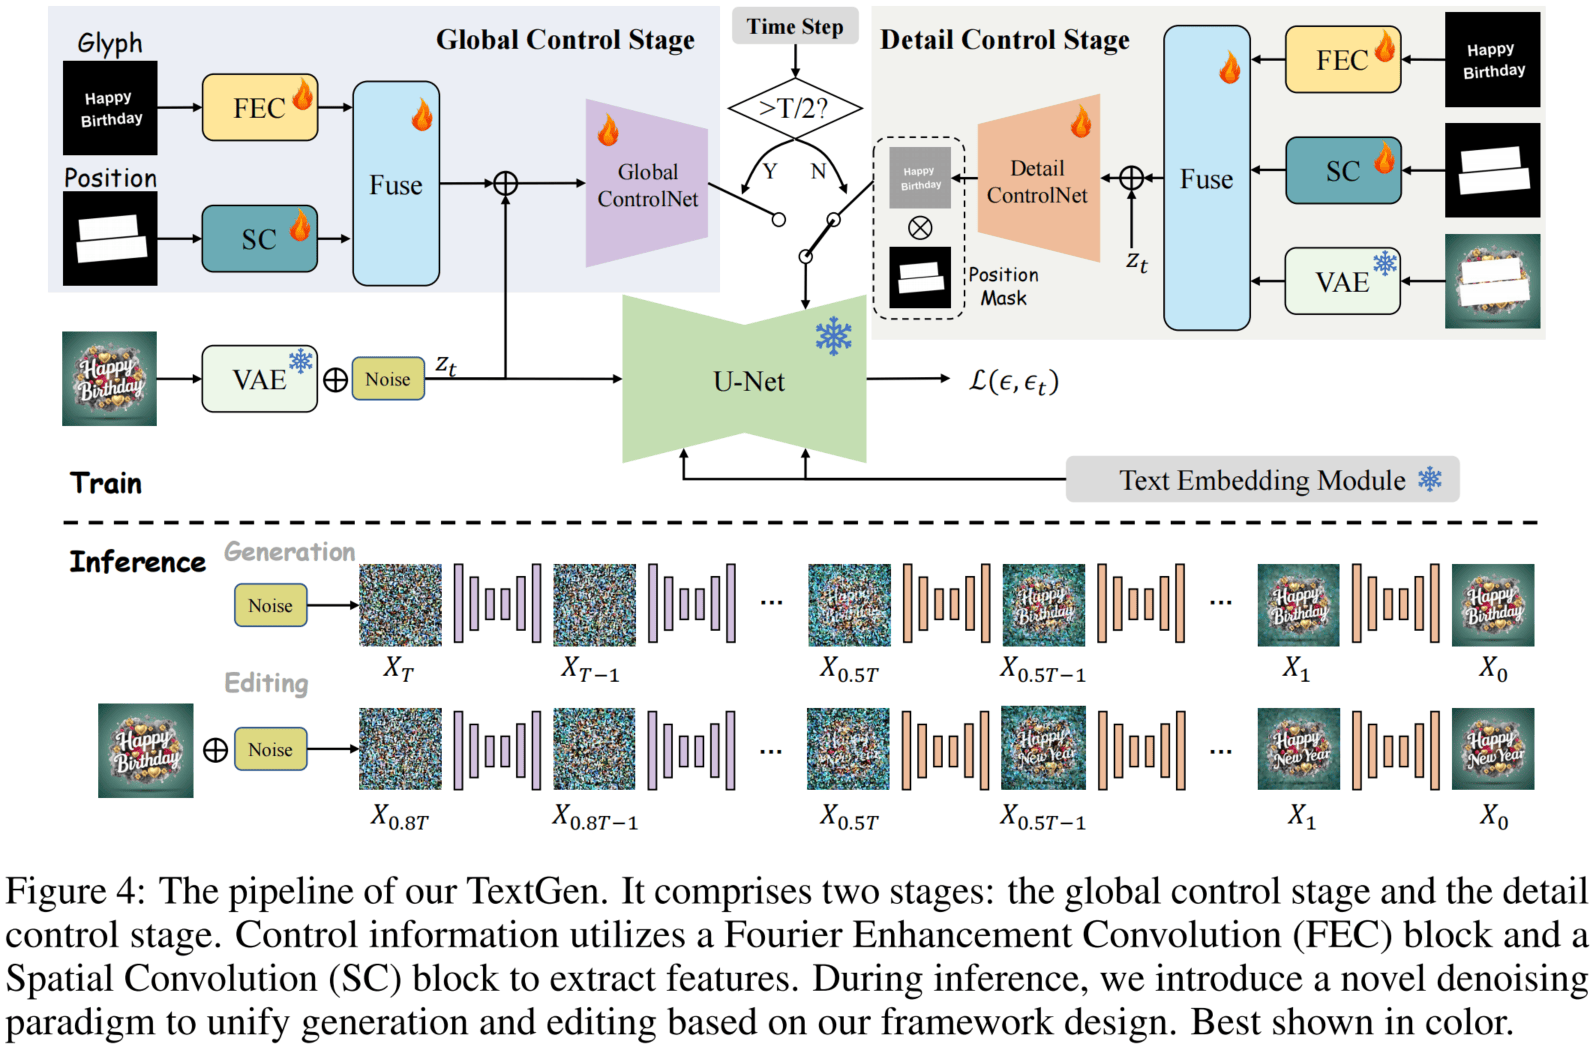 Glyph
Global Control Stage
Time Step
Detail Control Stage
Happy
Birthday
FEC
Fuse
Global
ControlNet
>T/2?
Y
N
Happy
Birthday
Detail
ControlNet
Fuse
FEC
Happy
Birthday
Position
SC
Position
Mask
z_t
SC
VAE
Happy
Birthday
VAE
Noise
z_t
U-Net
ℒ(ϵ, ϵ_t)
Train
Text Embedding Module
Inference
Generation
Noise
Happy
Birthday
Happy
Birthday
Happy
Birthday
Happy
Birthday
...
...
X_T
X_{T−1}
X_{0.5T}
X_{0.5T−1}
X_1
X_0
Editing
Happy
Birthday
Noise
Happy
New Year
Happy
New Year
Happy
New Year
Happy
New Year
...
...
X_{0.8T}
X_{0.8T−1}
X_{0.5T}
X_{0.5T−1}
X_1
X_0
Figure 4: The pipeline of our TextGen. It comprises two stages: the global control stage and the detail
control stage. Control information utilizes a Fourier Enhancement Convolution (FEC) block and a
Spatial Convolution (SC) block to extract features. During inference, we introduce a novel denoising
paradigm to unify generation and editing based on our framework design. Best shown in color.